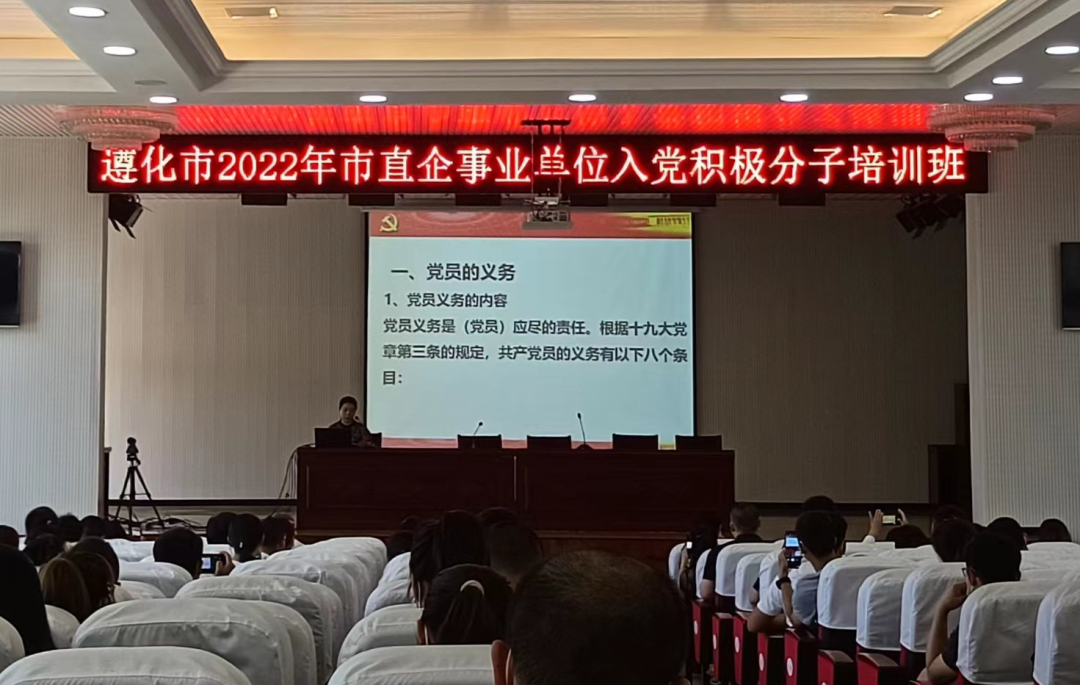 遵化市2022年市直企事业单位入党积极分子培训班
一、党员的义务
1、党员义务的内容
党员义务是（党员）应尽的责任。根据十九大党
章第三条的规定，共产党员的义务有以下八个条
目：